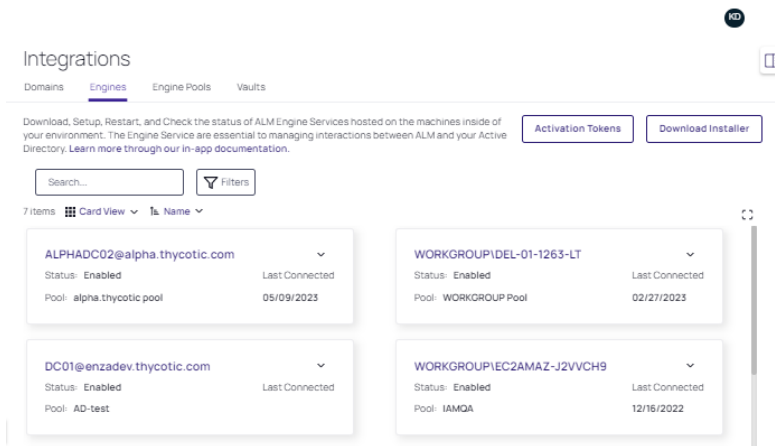 KD
Integrations
Domains Engines Engine Pools Vaults
Download, Setup, Restart, and Check the status of ALM Engine Services hosted on the machines inside of
your environment. The Engine Service are essential to managing interactions between ALM and your Active
Directory. Learn more through our in-app documentation.
Activation Tokens Download Installer
Search... Filters
7 items Card View Name
ALPHADC02@alpha.thycotic.com
Status: Enabled Last Connected
Pool: alpha.thycotic pool 05/09/2023
WORKGROUP\DEL-01-1263-LT
Status: Enabled Last Connected
Pool: WORKGROUP Pool 02/27/2023
DC01@enzadev.thycotic.com
Status: Enabled Last Connected
Pool: AD-test
WORKGROUP\EC2AMAZ-J2VVCH9
Status: Enabled Last Connected
Pool: IAMQA 12/16/2022